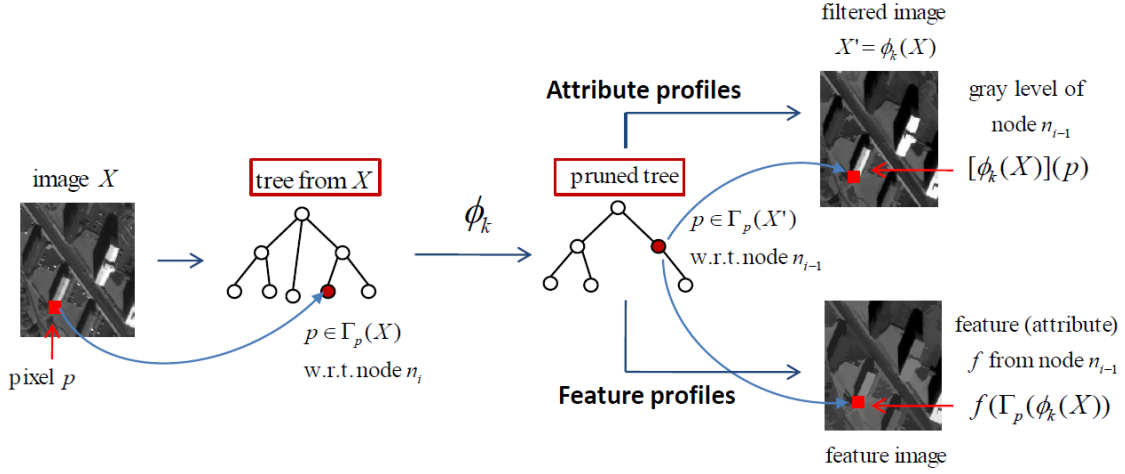 image X
pixel p
tree from X
p ∈ Γ_p(X)
w.r.t. node n_i
ϕ_k
pruned tree
p ∈ Γ_p(X')
w.r.t. node n_{i−1}
Attribute profiles
Feature profiles
filtered image
X' = ϕ_k(X)
gray level of
node n_{i−1}
[ϕ_k(X)](p)
feature (attribute)
f from node n_{i−1}
f(Γ_p(ϕ_k(X))
feature image